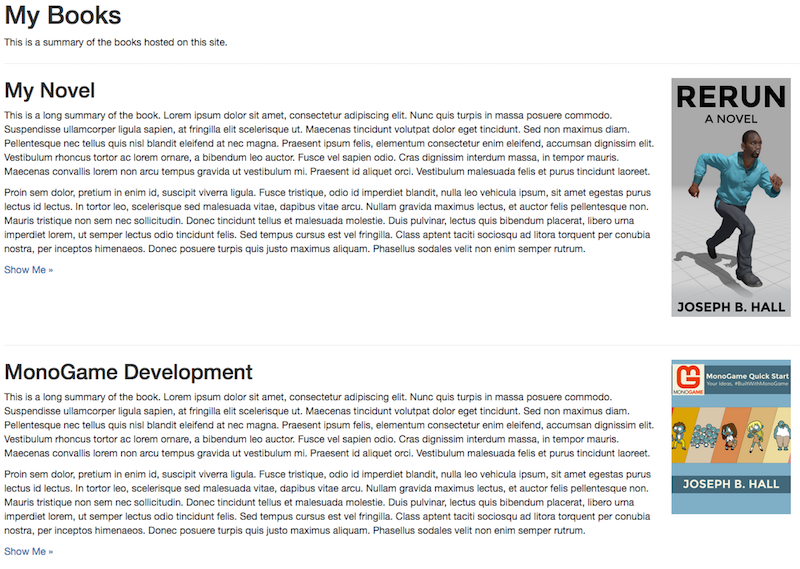 My Books
This is a summary of the books hosted on this site.
My Novel
This is a long summary of the book. Lorem ipsum dolor sit amet, consectetur adipiscing elit. Nunc quis turpis in massa posuere commodo.
Suspendisse ullamcorper ligula sapien, at fringilla elit scelerisque ut. Maecenas tincidunt volutpat dolor eget tincidunt. Sed non maximus diam.
Pellentesque nec tellus quis nisl blandit eleifend at nec magna. Praesent ipsum felis, elementum consectetur enim eleifend, accumsan dignissim elit.
Vestibulum rhoncus tortor ac lorem ornare, a bibendum leo auctor. Fusce vel sapien odio. Cras dignissim interdum massa, in tempor mauris.
Maecenas convallis lorem non arcu tempus gravida ut vestibulum mi. Praesent id aliquet orci. Vestibulum malesuada felis et purus tincidunt laoreet.
Proin sem dolor, pretium in enim id, suscipit viverra ligula. Fusce tristique, odio id imperdiet blandit, nulla leo vehicula ipsum, sit amet egestas purus
lectus id lectus. In tortor leo, scelerisque sed malesuada vitae, dapibus vitae arcu. Nullam gravida maximus lectus, et auctor felis pellentesque non.
Mauris tristique non sem nec sollicitudin. Donec tincidunt tellus et malesuada molestie. Duis pulvinar, lectus quis bibendum placerat, libero urna
imperdiet lorem, ut semper lectus odio tincidunt felis. Sed tempus cursus est vel fringilla. Class aptent taciti sociosqu ad litora torquent per conubia
nostra, per inceptos himenaeos. Donec posuere turpis quis justo maximus aliquam. Phasellus sodales velit non enim semper rutrum.
Show Me »
RERUN
A NOVEL
JOSEPH B. HALL
MonoGame Development
This is a long summary of the book. Lorem ipsum dolor sit amet, consectetur adipiscing elit. Nunc quis turpis in massa posuere commodo.
Suspendisse ullamcorper ligula sapien, at fringilla elit scelerisque ut. Maecenas tincidunt volutpat dolor eget tincidunt. Sed non maximus diam.
Pellentesque nec tellus quis nisl blandit eleifend at nec magna. Praesent ipsum felis, elementum consectetur enim eleifend, accumsan dignissim elit.
Vestibulum rhoncus tortor ac lorem ornare, a bibendum leo auctor. Fusce vel sapien odio. Cras dignissim interdum massa, in tempor mauris.
Maecenas convallis lorem non arcu tempus gravida ut vestibulum mi. Praesent id aliquet orci. Vestibulum malesuada felis et purus tincidunt laoreet.
Proin sem dolor, pretium in enim id, suscipit viverra ligula. Fusce tristique, odio id imperdiet blandit, nulla leo vehicula ipsum, sit amet egestas purus
lectus id lectus. In tortor leo, scelerisque sed malesuada vitae, dapibus vitae arcu. Nullam gravida maximus lectus, et auctor felis pellentesque non.
Mauris tristique non sem nec sollicitudin. Donec tincidunt tellus et malesuada molestie. Duis pulvinar, lectus quis bibendum placerat, libero urna
imperdiet lorem, ut semper lectus odio tincidunt felis. Sed tempus cursus est vel fringilla. Class aptent taciti sociosqu ad litora torquent per conubia
nostra, per inceptos himenaeos. Donec posuere turpis quis justo maximus aliquam. Phasellus sodales velit non enim semper rutrum.
Show Me »
MONOGAME
MonoGame Quick Start
Your Ideas, #BuiltWithMonoGame
JOSEPH B. HALL